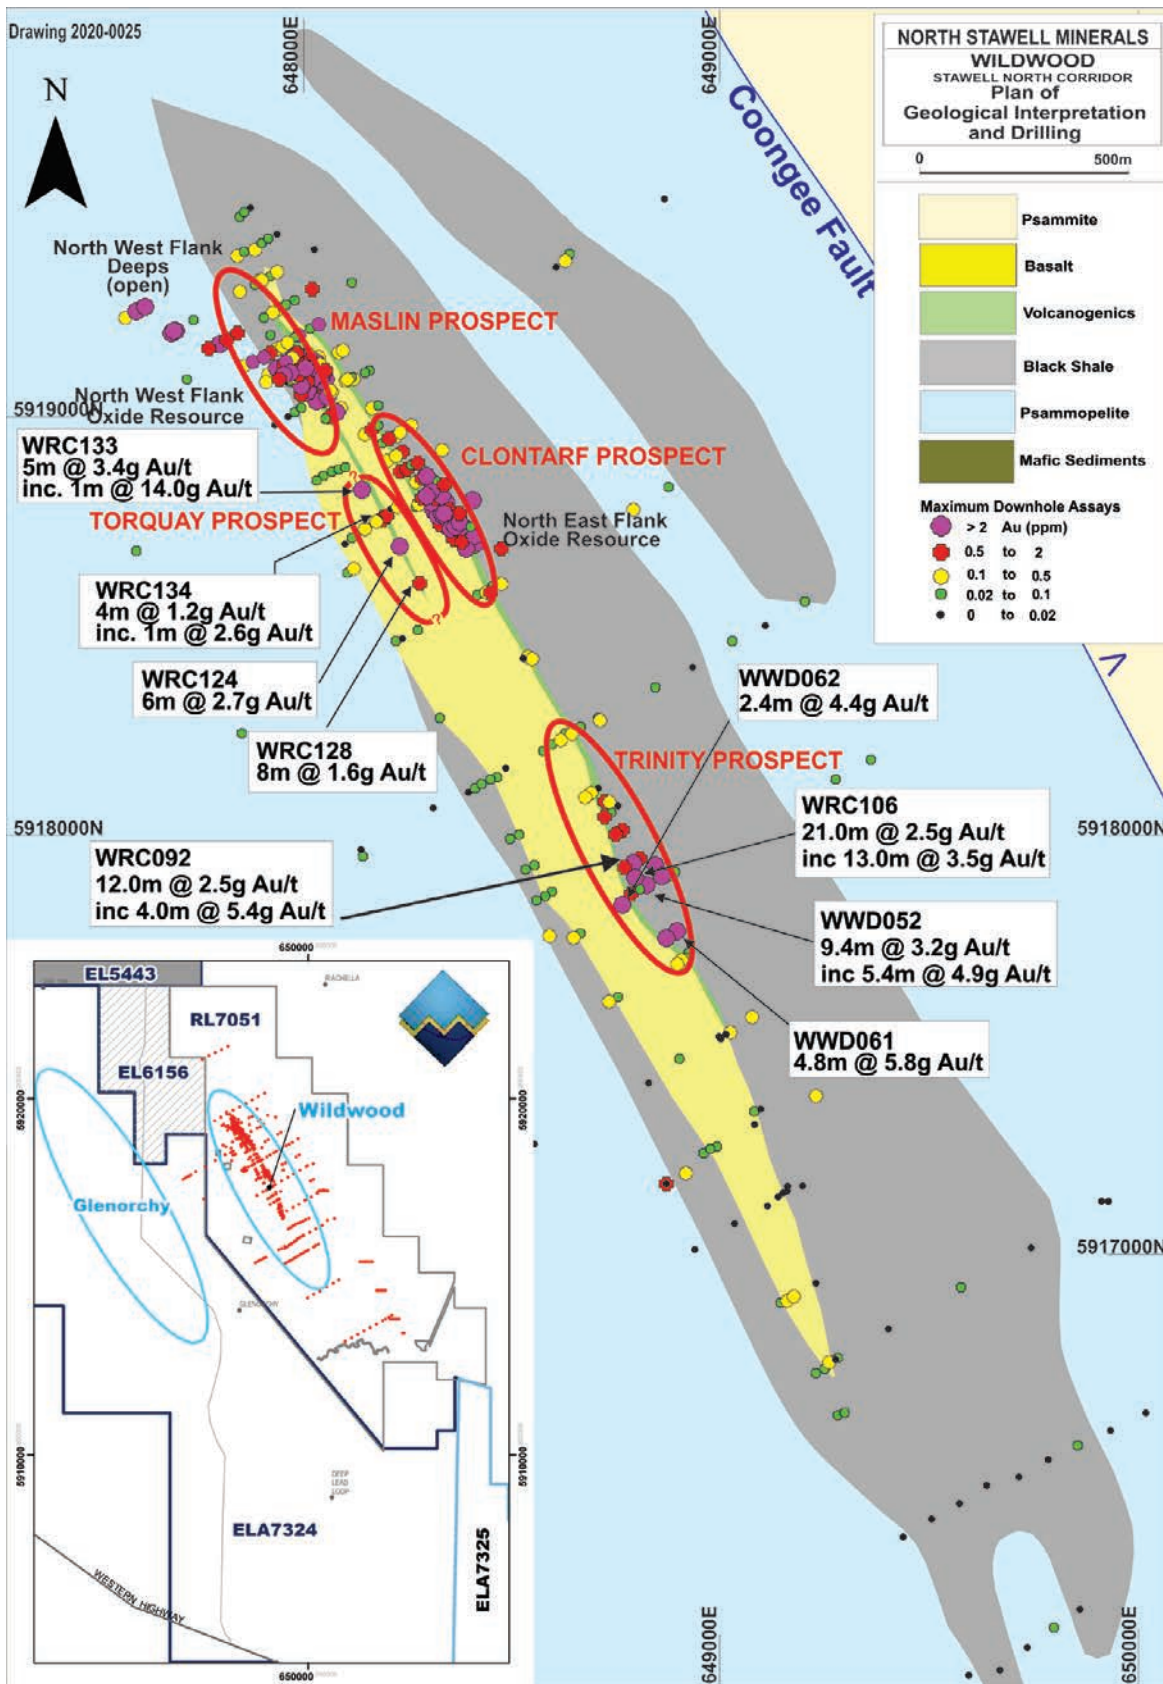 Drawing 2020-0025
648000E
649000E
N
Coongee Fault
NORTH STAWELL MINERALS
WILDWOOD
STAWELL NORTH CORRIDOR
Plan of
Geological Interpretation
and Drilling
0
500m
Psammite
Basalt
Volcanogenics
Black Shale
Psammopelite
Mafic Sediments
Maximum Downhole Assays
> 2 Au (ppm)
0.5 to 2
0.1 to 0.5
0.02 to 0.1
0 to 0.02
North West Flank
Deeps
(open)
MASLIN PROSPECT
North West Flank
Oxide Resource
5919000N
WRC133
5m @ 3.4g Au/t
inc. 1m @ 14.0g Au/t
CLONTARF PROSPECT
TORQUAY PROSPECT
?
North East Flank
Oxide Resource
WRC134
4m @ 1.2g Au/t
inc. 1m @ 2.6g Au/t
?
WRC124
6m @ 2.7g Au/t
WRC128
8m @ 1.6g Au/t
WWD062
2.4m @ 4.4g Au/t
TRINITY PROSPECT
WRC106
21.0m @ 2.5g Au/t
inc 13.0m @ 3.5g Au/t
5918000N
5918000N
WRC092
12.0m @ 2.5g Au/t
inc 4.0m @ 5.4g Au/t
WWD052
9.4m @ 3.2g Au/t
inc 5.4m @ 4.9g Au/t
WWD061
4.8m @ 5.8g Au/t
5917000N
649000E
650000E
650000
EL5443
RL7051
EL6156
5920000
5920000
Wildwood
Glenorchy
GLENORCHY
5910000
5910000
DEEP
LEAD
LOOP
ELA7324
ELA7325
WESTERN HIGHWAY
650000